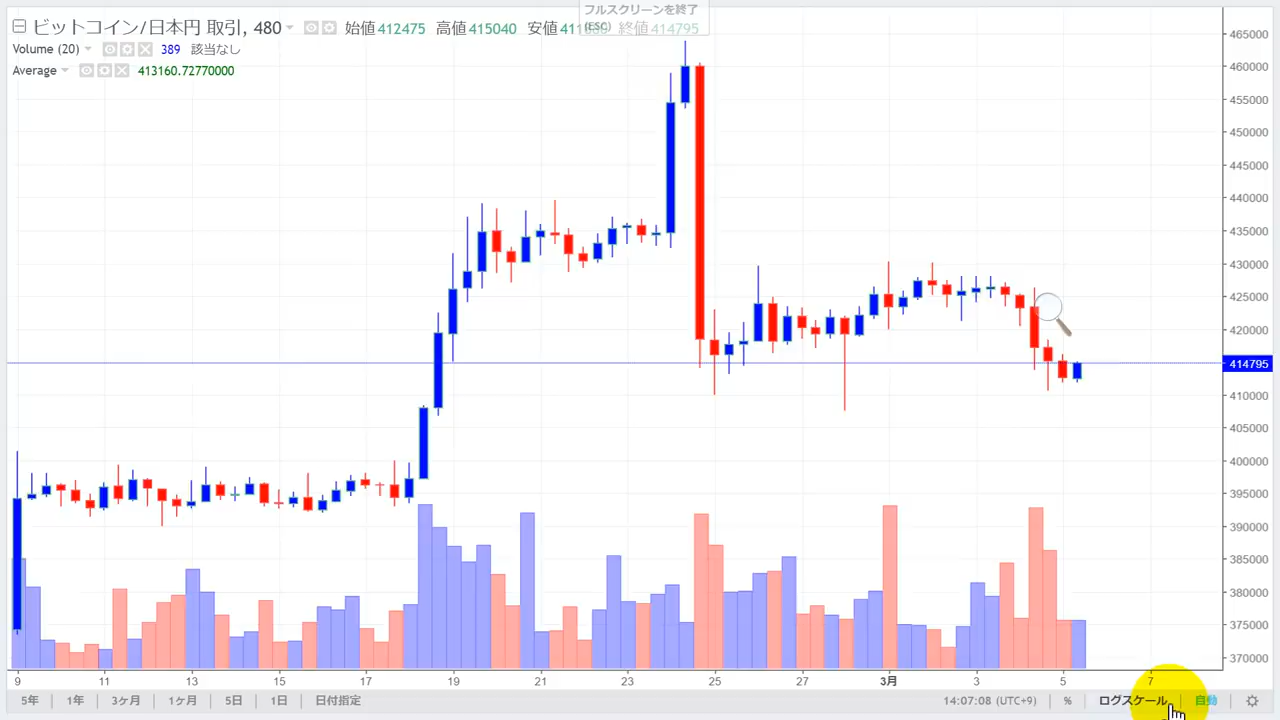 フルスクリーンを終了
(ESC)
ビットコイン/日本円 取引, 480 始値 412475 高値 415040 安値 終値 414795
Volume (20) 389 該当なし
Average 413160.72770000
465000
460000
455000
450000
445000
440000
435000
430000
425000
420000
414795
410000
405000
400000
395000
390000
385000
380000
375000
370000
9 11 13 15 17 19 21 23 25 27 3月 3 5 7
5年 1年 3ヶ月 1ヶ月 5日 1日 日付指定 14:07:08 (UTC+9) % ログスケール 自動